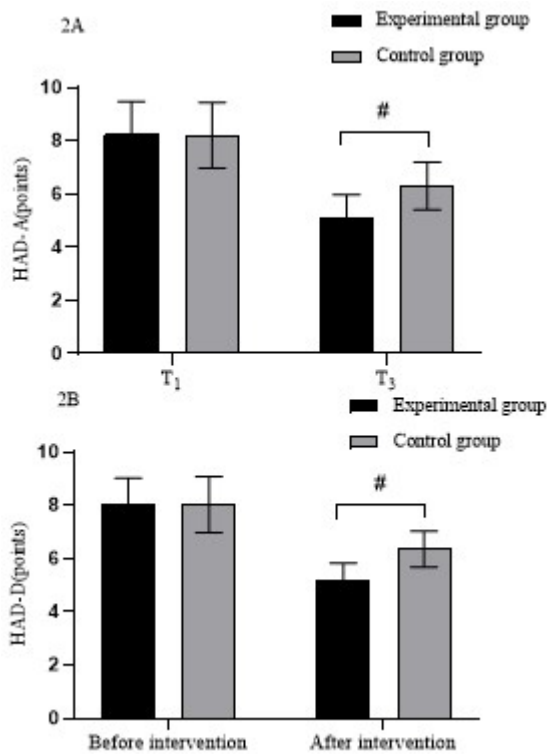 2A
Experimental group
Control group
#
HAD-A(points)
10
8
6
4
2
0
T₁ T₃
2B
Experimental group
Control group
#
HAD-D(points)
10
8
6
4
2
0
Before intervention After intervention